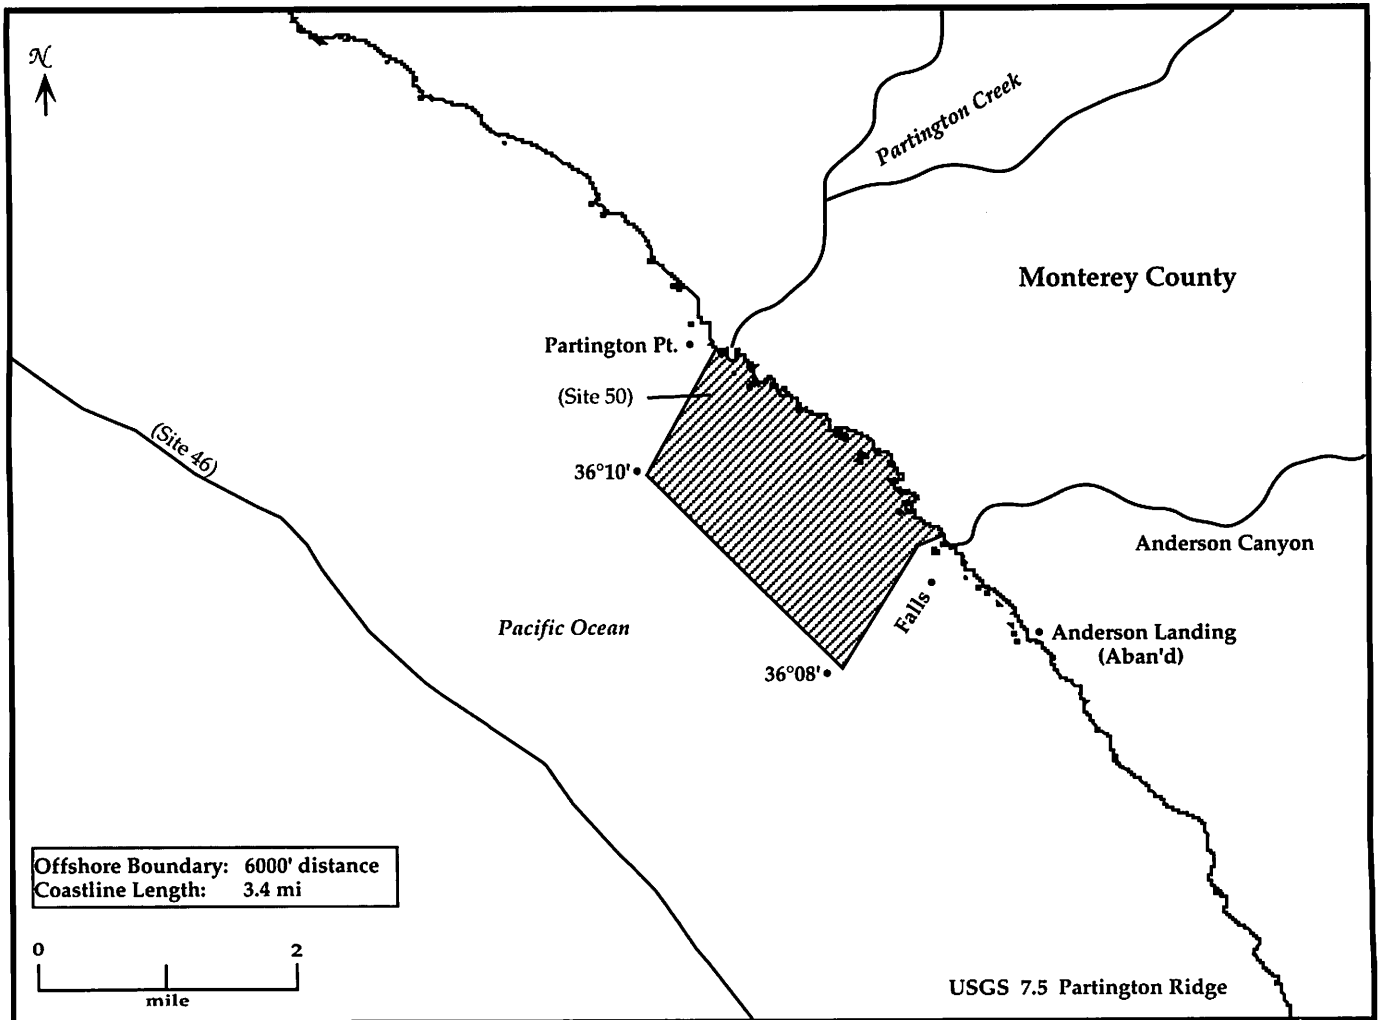 N
Partington Creek
Monterey County
Partington Pt.
(Site 50)
(Site 46)
36°10'
Anderson Canyon
Falls
Pacific Ocean
Anderson Landing
(Aban'd)
36°08'
Offshore Boundary: 6000' distance
Coastline Length: 3.4 mi
0 2
mile
USGS 7.5 Partington Ridge